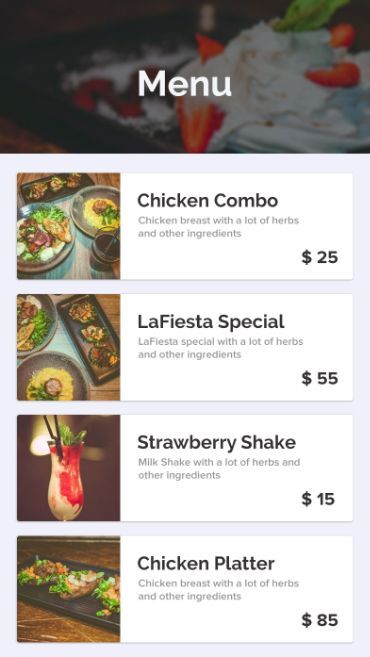 Menu
Chicken Combo
Chicken breast with a lot of herbs
and other ingredients
$ 25
LaFiesta Special
LaFiesta special with a lot of herbs
and other ingredients
$ 55
Strawberry Shake
Milk Shake with a lot of herbs and
other ingredients
$ 15
Chicken Platter
Chicken breast with a lot of herbs
and other ingredients
$ 85